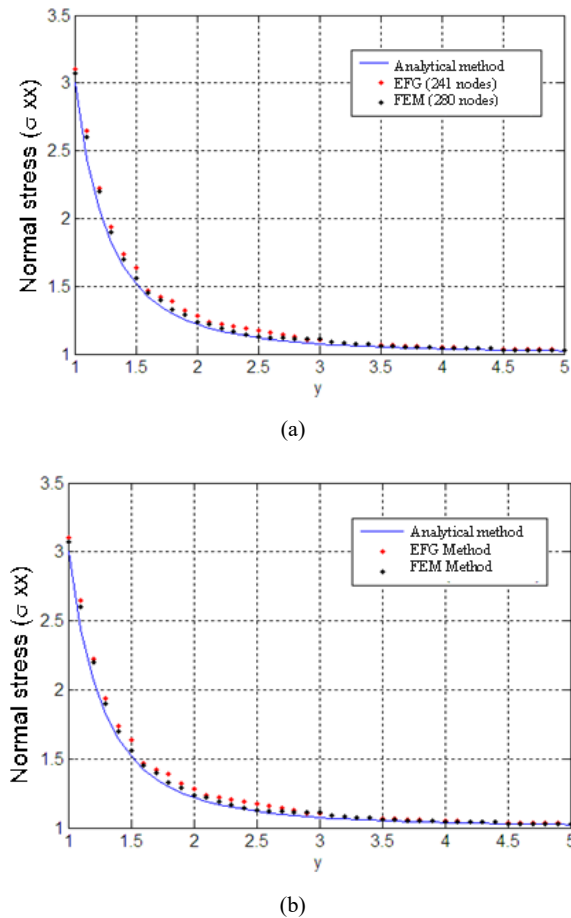 3.5
3
2.5
2
1.5
1
Normal stress (σ xx)
Analytical method
EFG (241 nodes)
FEM (280 nodes)
1 1.5 2 2.5 3 3.5 4 4.5 5
y
(a)
3.5
3
2.5
2
1.5
1
Normal stress (σ xx)
Analytical method
EFG Method
FEM Method
1 1.5 2 2.5 3 3.5 4 4.5 5
y
(b)